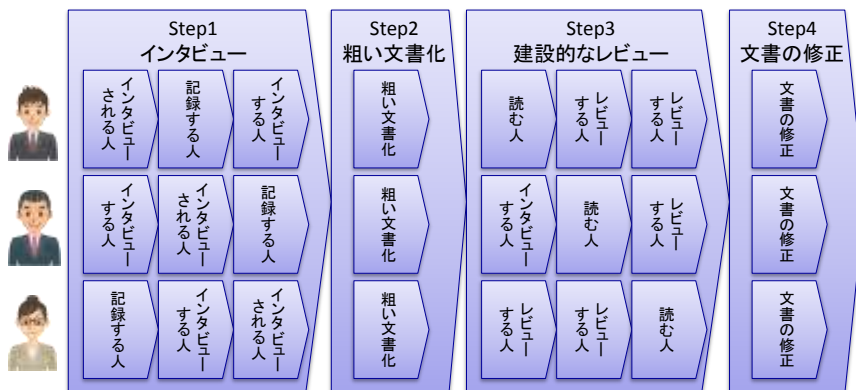 Step1
インタビュー
Step2
粗い文書化
Step3
建設的なレビュー
Step4
文書の修正
インタビュー
される人
記録する人
インタビュー
する人
粗い文書化
読む人
レビュー
する人
レビュー
する人
文書の修正
インタビュー
する人
インタビュー
される人
記録する人
粗い文書化
インタビュー
する人
読む人
レビュー
する人
文書の修正
記録する人
インタビュー
する人
インタビュー
される人
粗い文書化
レビュー
する人
レビュー
する人
読む人
文書の修正